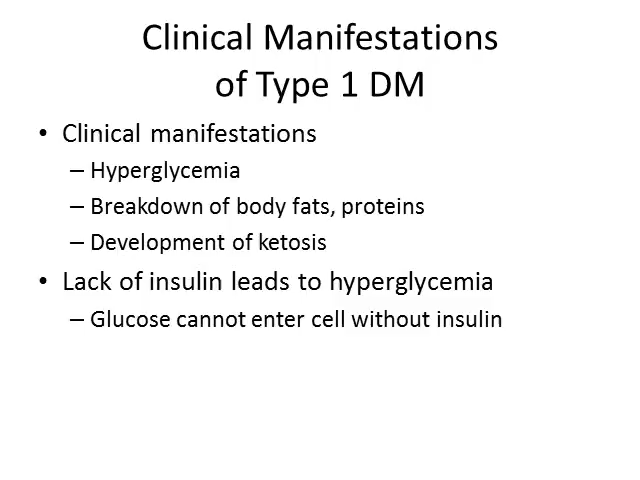 Clinical Manifestations
of Type 1 DM
• Clinical manifestations
– Hyperglycemia
– Breakdown of body fats, proteins
– Development of ketosis
• Lack of insulin leads to hyperglycemia
– Glucose cannot enter cell without insulin